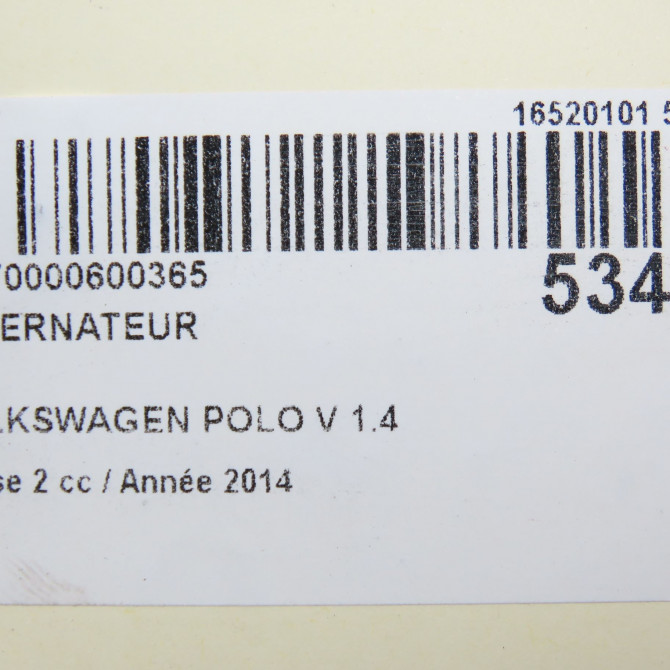 16520101 5
70000600365
534
ERNATEUR
LKSWAGEN POLO V 1.4
se 2 cc / Année 2014